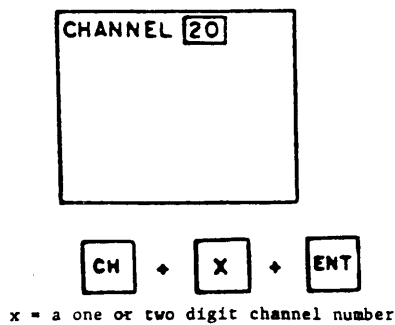 CHANNEL 20
CH + X + ENT
x = a one or two digit channel number